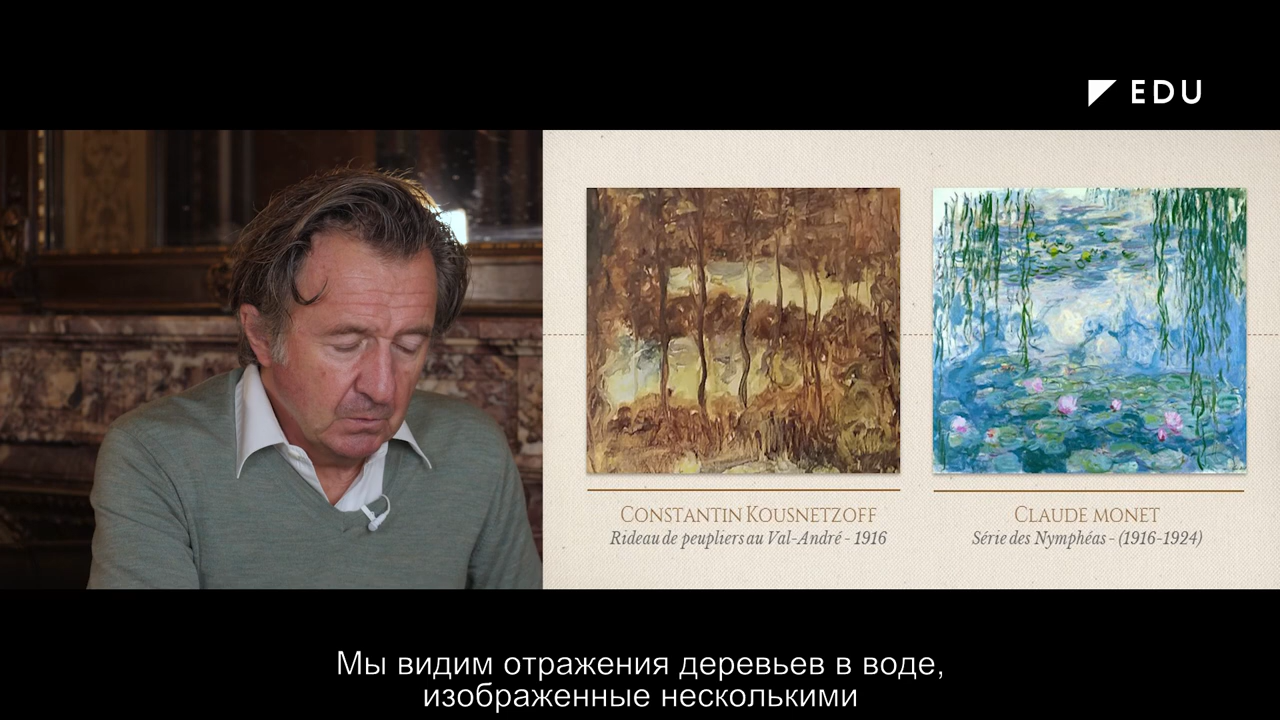 EDU
CONSTANTIN KOUSNETZOFF
Rideau de peupliers au Val-André - 1916
CLAUDE MONET
Série des Nymphéas - (1916-1924)
Мы видим отражения деревьев в воде,
изображенные несколькими